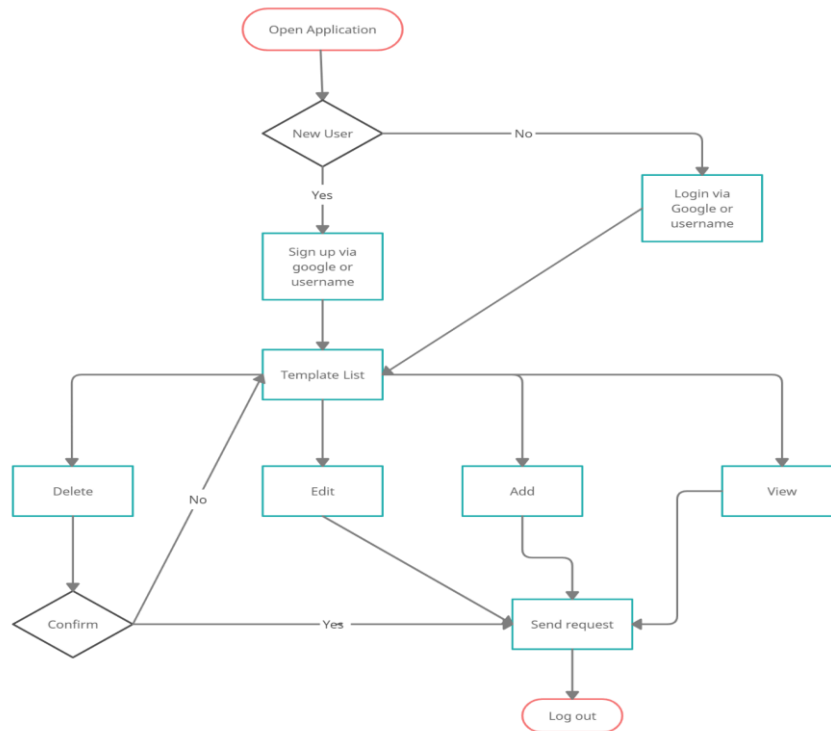 Open Application
New User
No
Yes
Login via
Google or
username
Sign up via
google or
username
Template List
Delete
Edit
Add
View
No
Confirm
Yes
Send request
Log out